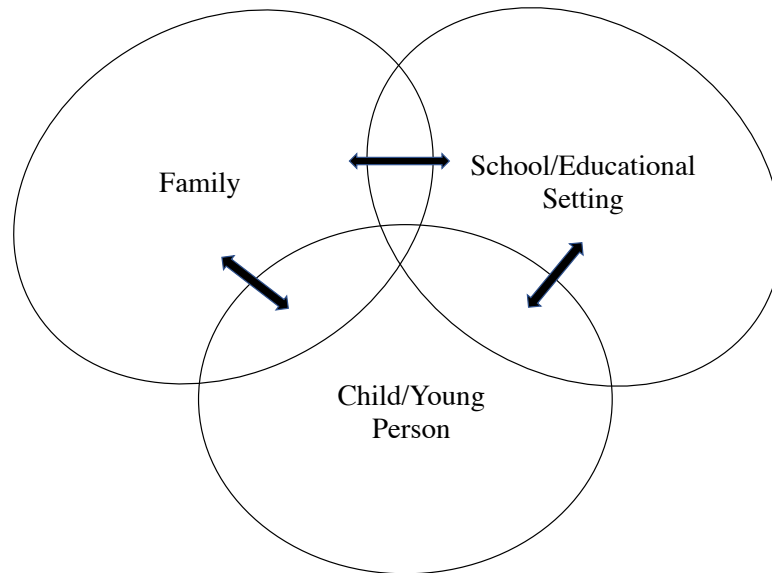 Family
School/Educational
Setting
Child/Young
Person